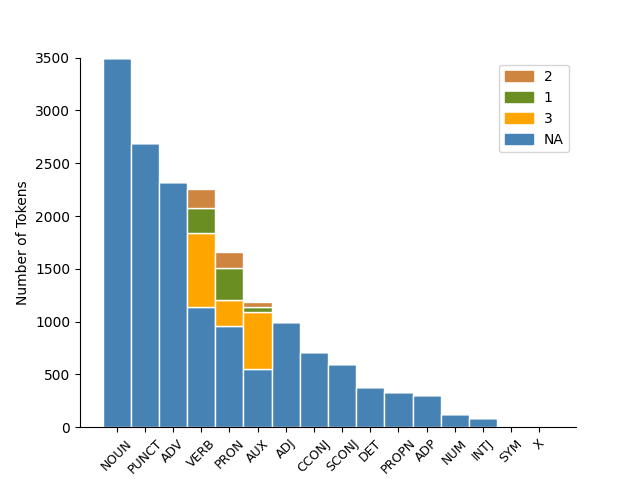 3500
3000
2500
2000
1500
1000
500
0
Number of Tokens
2
1
3
NA
NOUN
PUNCT
ADV
VERB
PRON
AUX
ADJ
CCONJ
SCONJ
DET
PROPN
ADP
NUM
INTJ
SYM
X